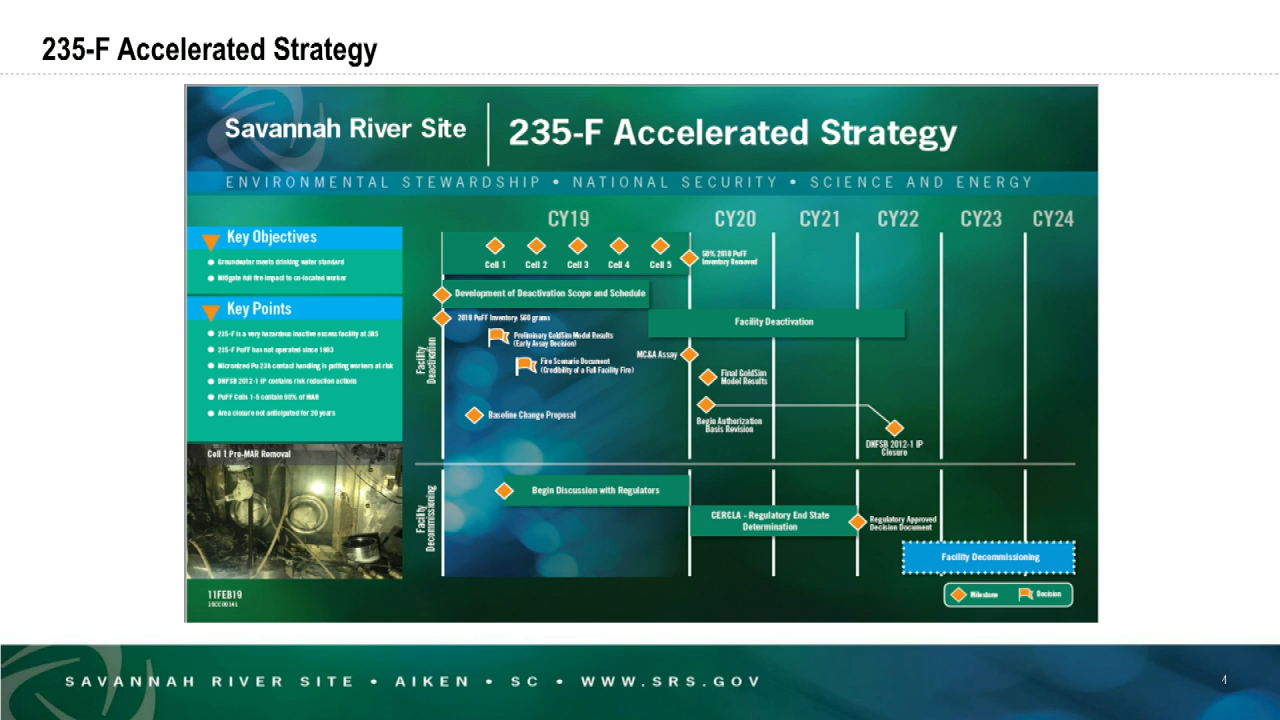 235-F Accelerated Strategy
Savannah River Site
235-F Accelerated Strategy
ENVIRONMENTAL STEWARDSHIP • NATIONAL SECURITY • SCIENCE AND ENERGY
Key Objectives
Groundwater meets drinking water standard
Mitigate full fire impact to co-located worker
Key Points
235-F is a very hazardous inactive excess facility at SRS
235-F PuFF has not operated since 1983
Micronized Pu 238 contact handling is putting workers at risk
DNFSB 2012-1 IP contains risk reduction actions
PuFF Cells 1-5 contain 90% of MAR
Area closure not anticipated for 20 years
Cell 1 Pre-MAR Removal
11FEB19
CY19
CY20
CY21
CY22
CY23
CY24
Facility
Deactivation
Cell 1
Cell 2
Cell 3
Cell 4
Cell 5
50% 2018 PuFF
Inventory Removed
Development of Deactivation Scope and Schedule
2018 PuFF Inventory: 560 grams
Facility Deactivation
Preliminary GoldSim Model Results
(Early Assay Decision)
Fire Scenario Document
(Credibility of a Full Facility Fire)
MC&A Assay
Final GoldSim
Model Results
Baseline Change Proposal
Begin Authorization
Basis Revision
DNFSB 2012-1 IP
Closure
Facility
Decommissioning
Begin Discussion with Regulators
CERCLA - Regulatory End State
Determination
Regulatory Approved
Decision Document
Facility Decommissioning
Milestone
Decision
SAVANNAH RIVER SITE • AIKEN • SC • WWW.SRS.GOV
4